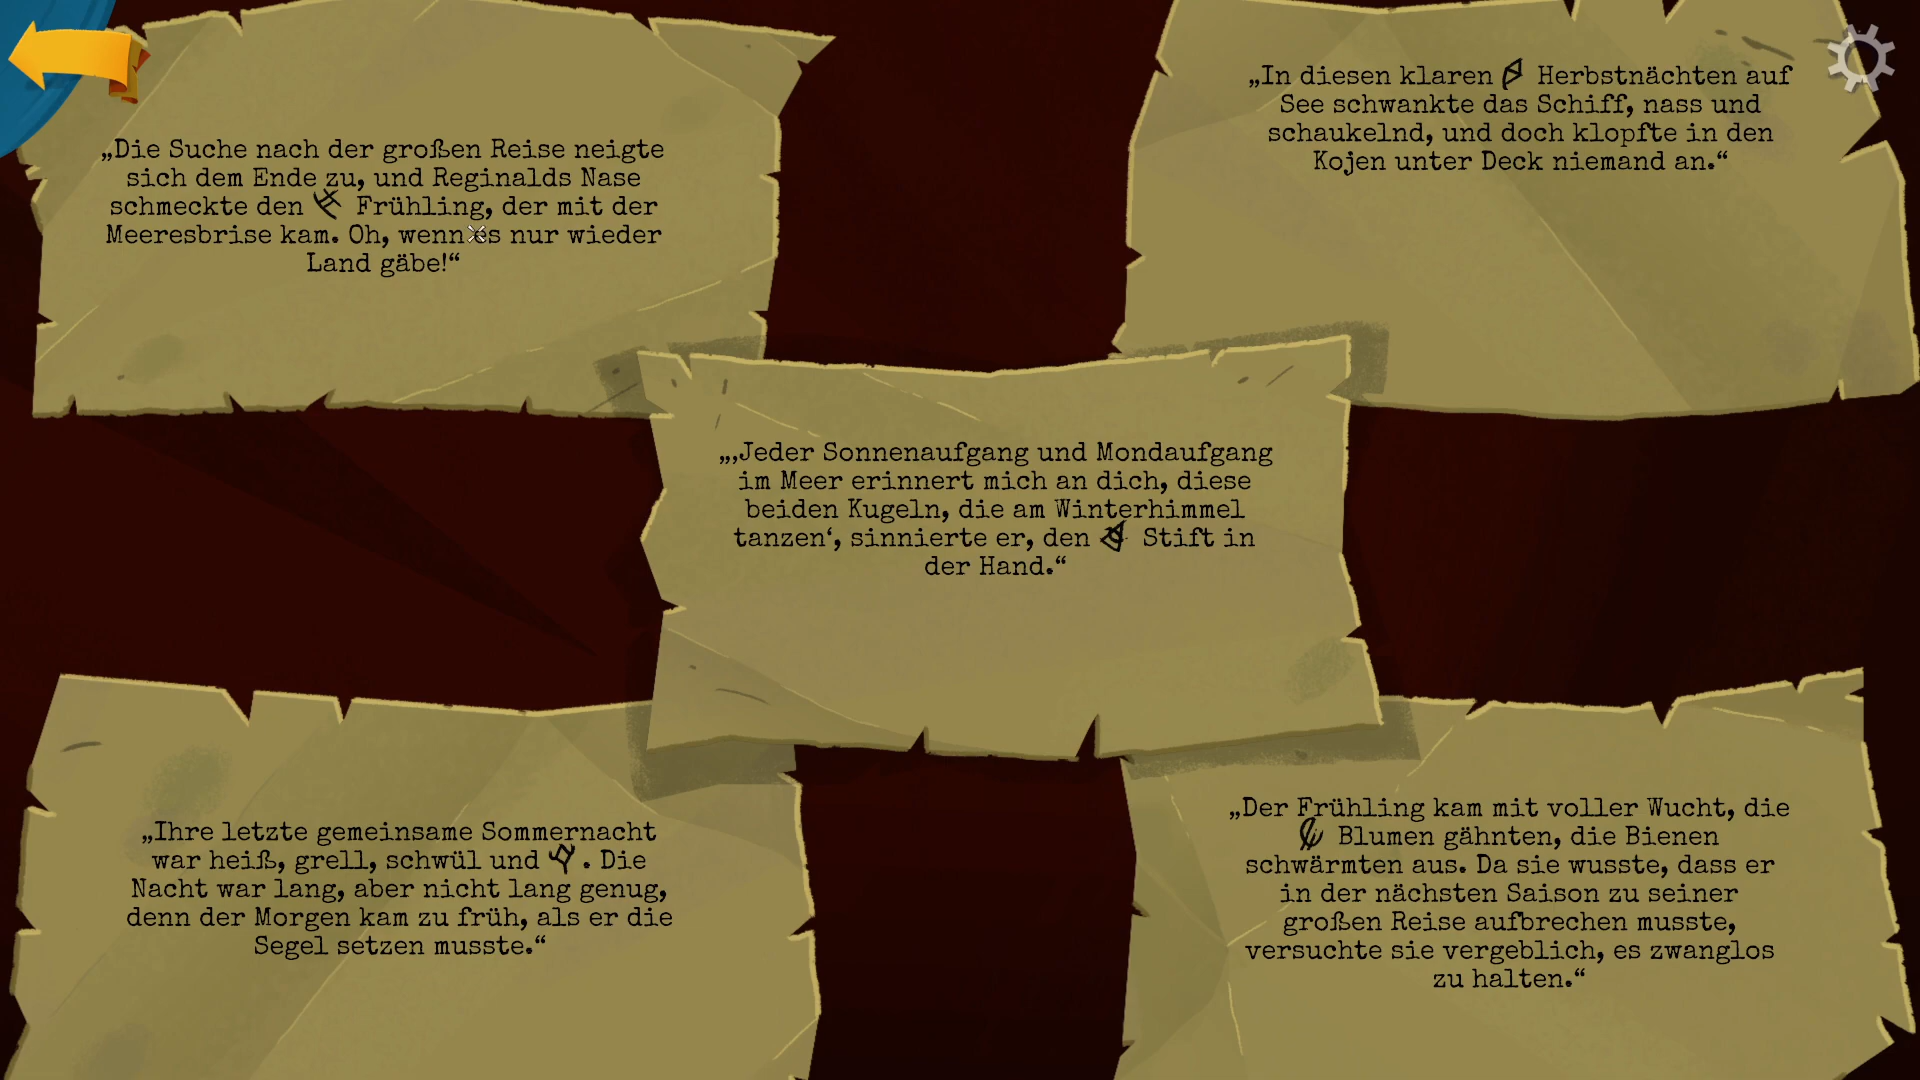 „Die Suche nach der großen Reise neigte
sich dem Ende zu, und Reginalds Nase
schmeckte den Frühling, der mit der
Meeresbrise kam. Oh, wenn es nur wieder
Land gäbe!“
„In diesen klaren Herbstnächten auf
See schwankte das Schiff, nass und
schaukelnd, und doch klopfte in den
Kojen unter Deck niemand an.“
„‚Jeder Sonnenaufgang und Mondaufgang
im Meer erinnert mich an dich, diese
beiden Kugeln, die am Winterhimmel
tanzen‘, sinnierte er, den Stift in
der Hand.“
„Ihre letzte gemeinsame Sommernacht
war heiß, grell, schwül und . Die
Nacht war lang, aber nicht lang genug,
denn der Morgen kam zu früh, als er die
Segel setzen musste.“
„Der Frühling kam mit voller Wucht, die
Blumen gähnten, die Bienen
schwärmten aus. Da sie wusste, dass er
in der nächsten Saison zu seiner
großen Reise aufbrechen musste,
versuchte sie vergeblich, es zwanglos
zu halten.“